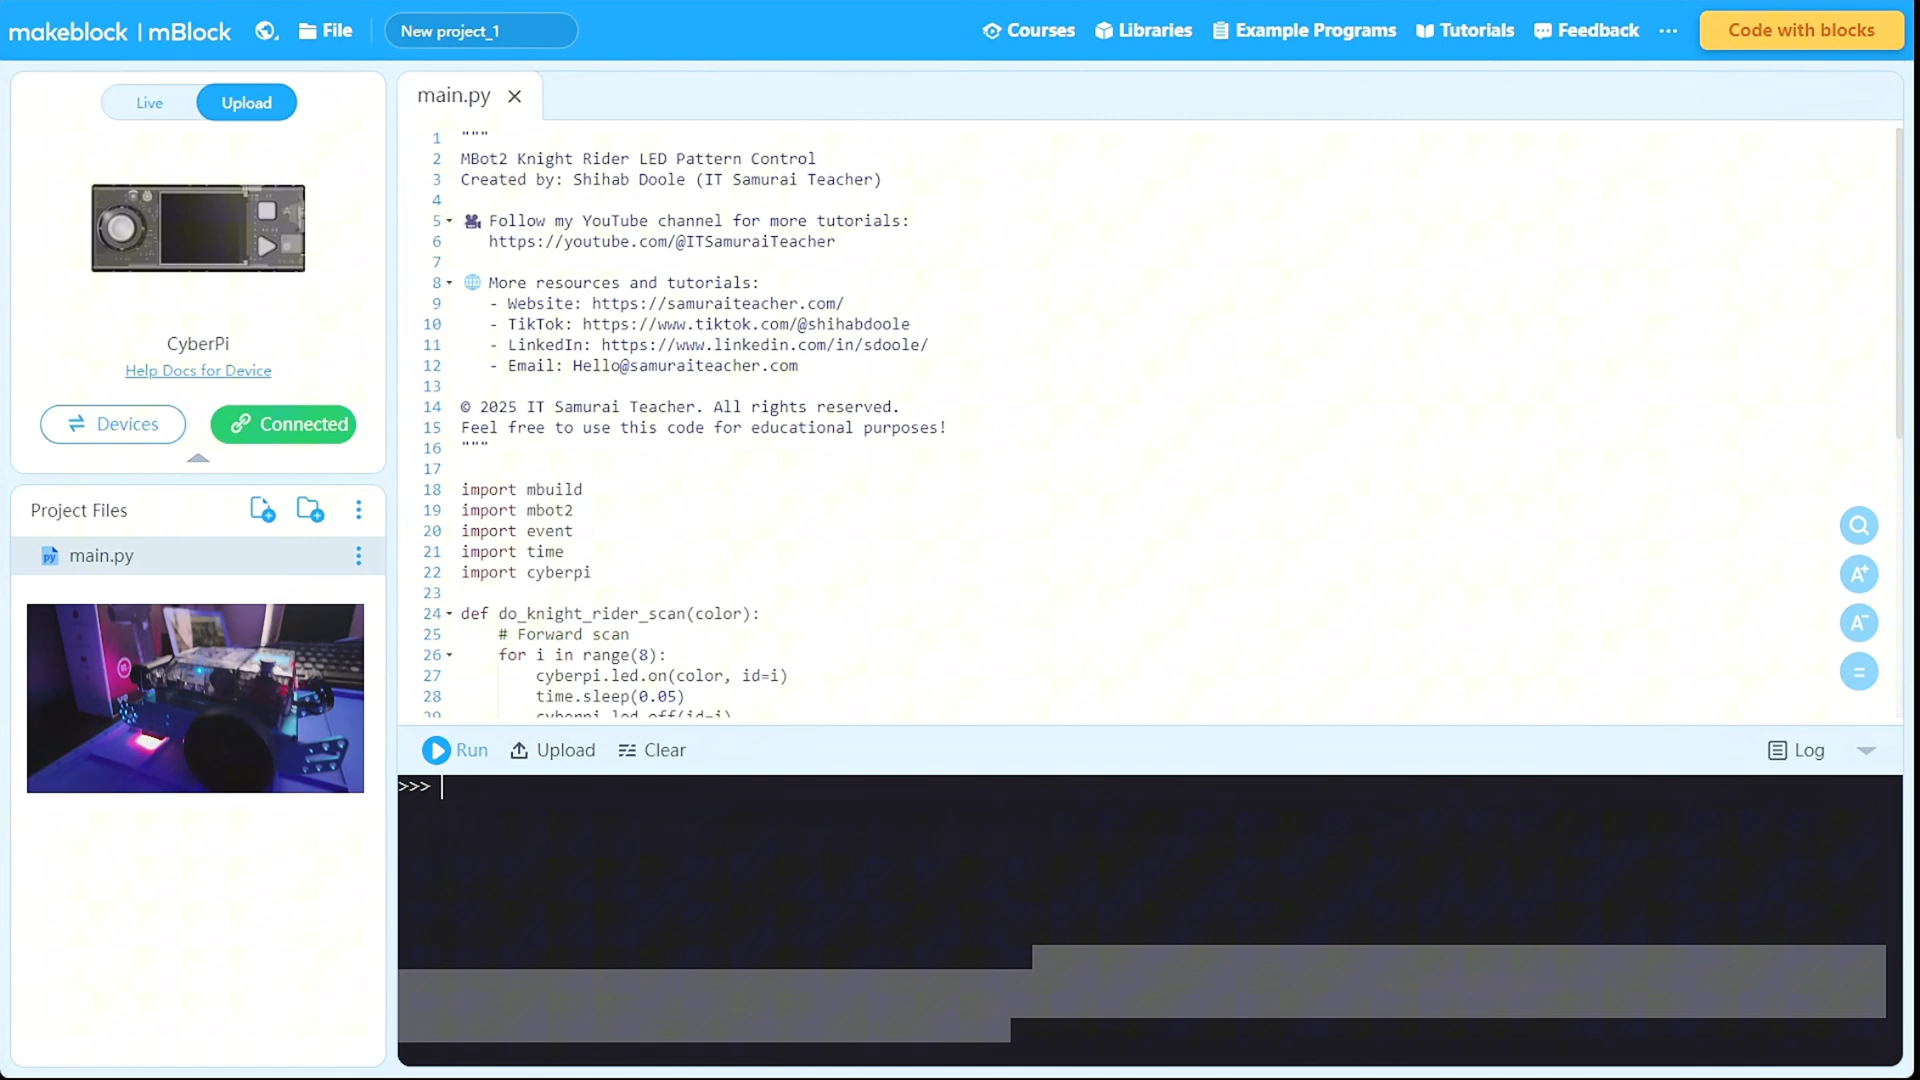 makeblock | mBlock
File
New project_1
Courses
Libraries
Example Programs
Tutorials
Feedback
Code with blocks
Live
Upload
CyberPi
Help Docs for Device
Devices
Connected
Project Files
py main.py
main.py
1 """
2 MBot2 Knight Rider LED Pattern Control
3 Created by: Shihab Doole (IT Samurai Teacher)
4
5 🎥 Follow my YouTube channel for more tutorials:
6 https://youtube.com/@ITSamuraiTeacher
7
8 🌐 More resources and tutorials:
9 - Website: https://samuraiteacher.com/
10 - TikTok: https://www.tiktok.com/@shihabdoole
11 - LinkedIn: https://www.linkedin.com/in/sdoole/
12 - Email: Hello@samuraiteacher.com
13
14 © 2025 IT Samurai Teacher. All rights reserved.
15 Feel free to use this code for educational purposes!
16 """
17
18 import mbuild
19 import mbot2
20 import event
21 import time
22 import cyberpi
23
24 def do_knight_rider_scan(color):
25 # Forward scan
26 for i in range(8):
27 cyberpi.led.on(color, id=i)
28 time.sleep(0.05)
29 cyberpi.led.off(id=i)
A+
A-
=
Run
Upload
Clear
Log
>>>